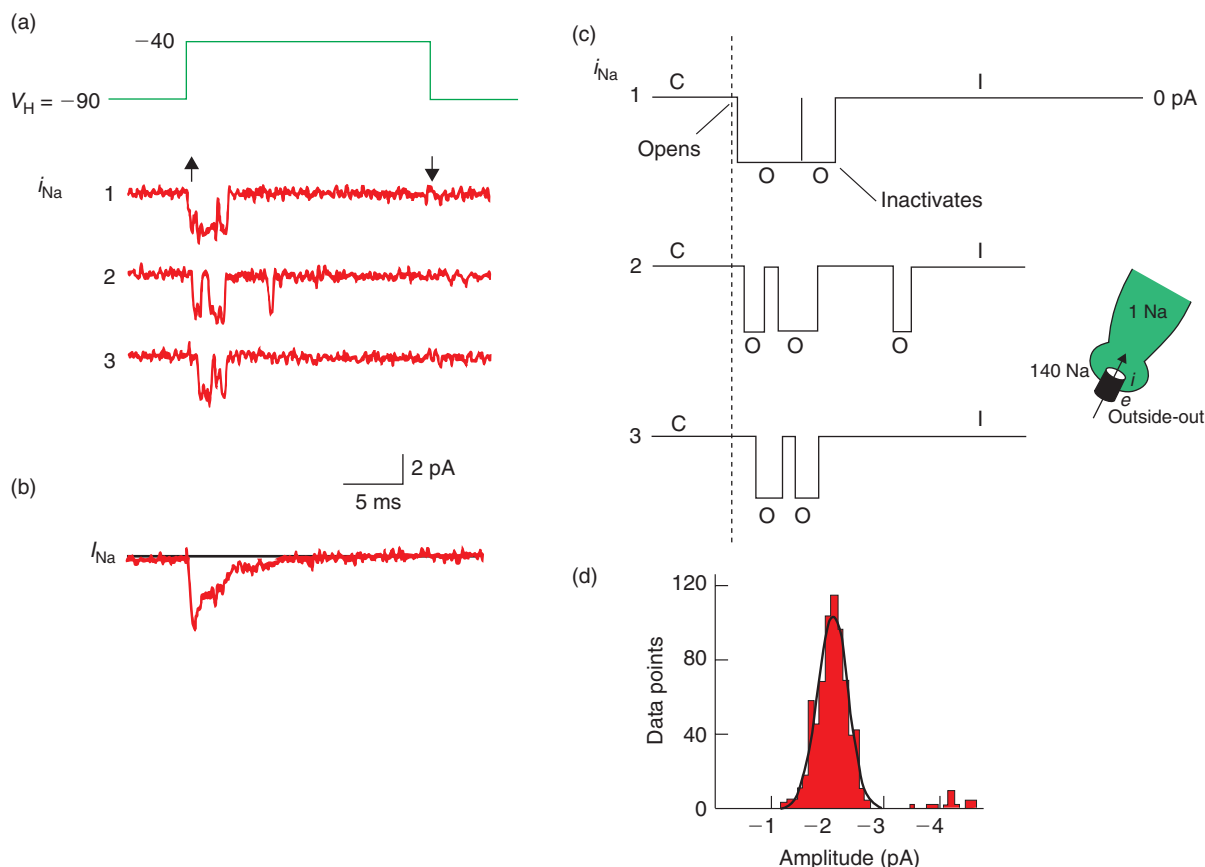 (a)
−40
V_H = −90
i_Na
1
2
3
2 pA
5 ms
(b)
I_Na
(c)
i_Na
C
I
1
0 pA
Opens
O O
Inactivates
C
I
2
O O O
1 Na
140 Na
i
e
Outside-out
C
I
3
O O
(d)
120
80
40
0
Data points
−1 −2 −3 −4
Amplitude (pA)